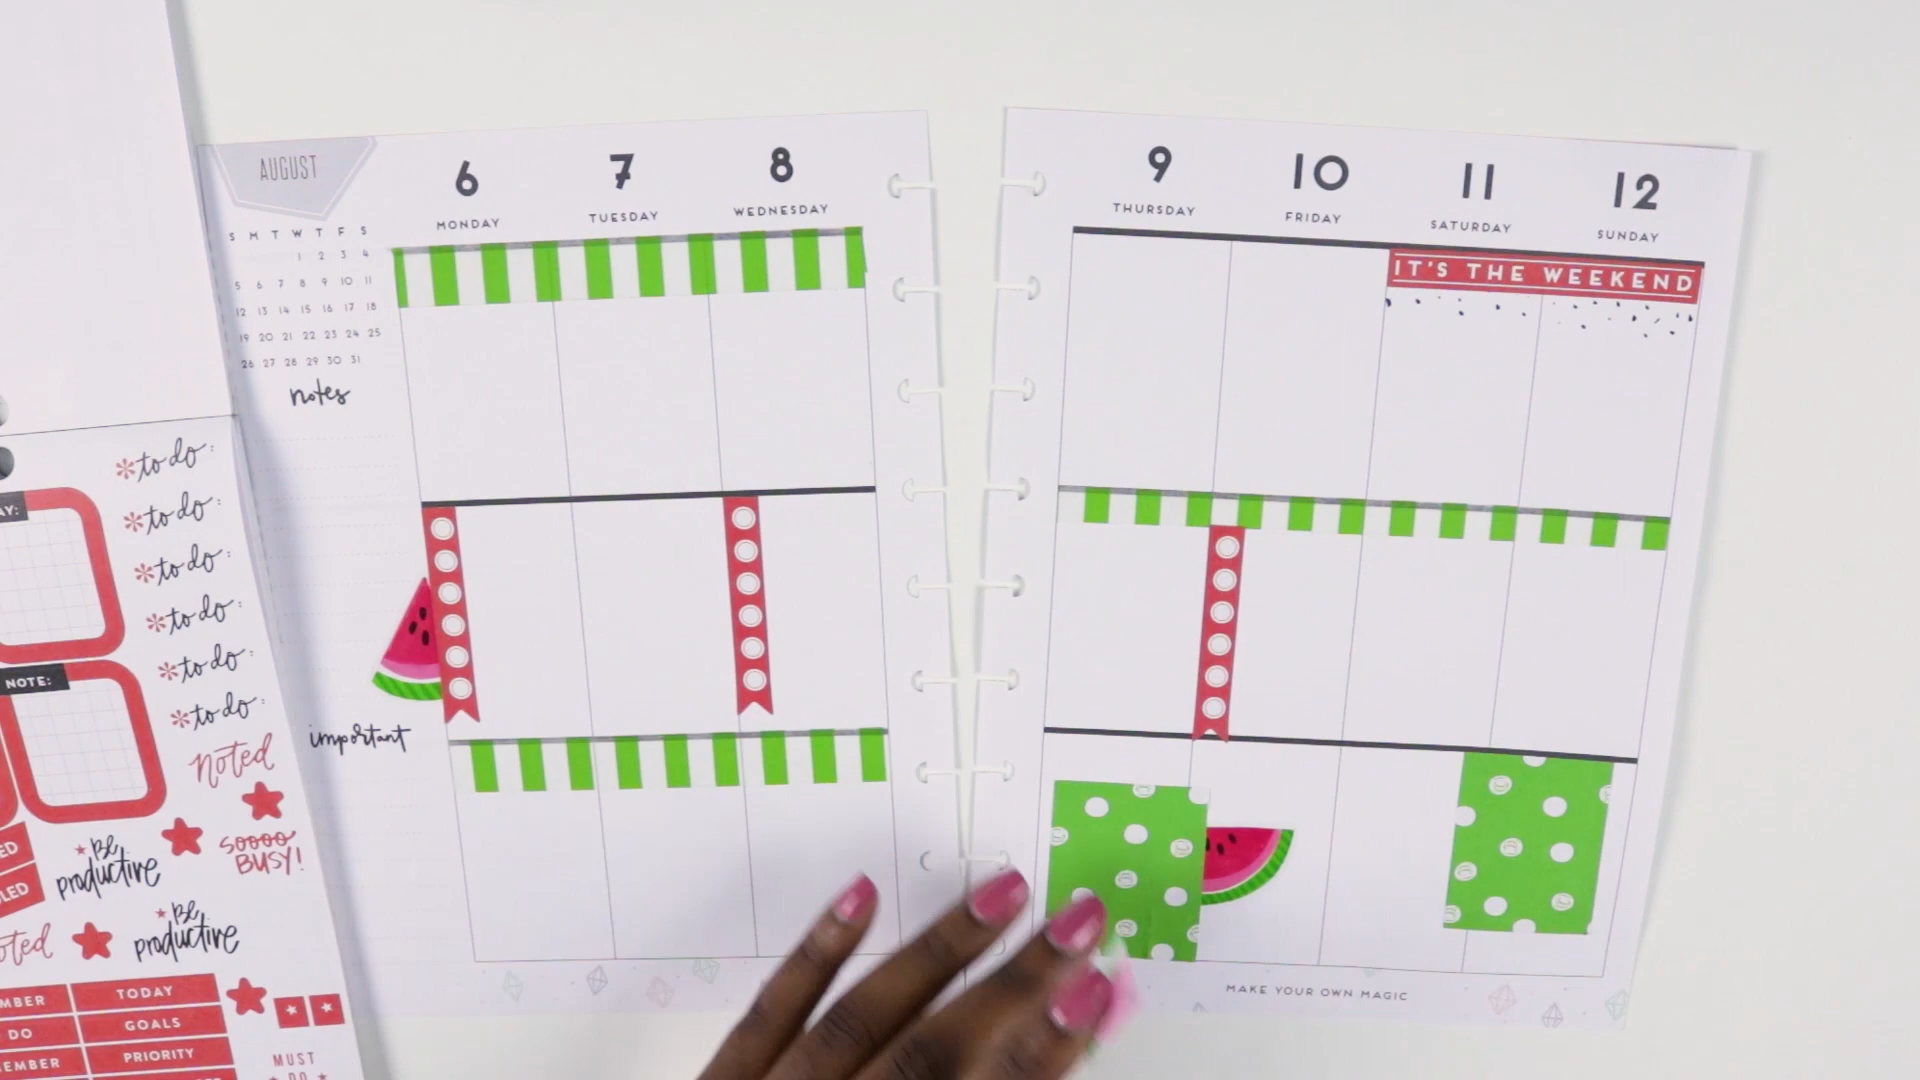 AUGUST
S M T W T F S
1 2 3 4
5 6 7 8 9 10 11
12 13 14 15 16 17 18
19 20 21 22 23 24 25
26 27 28 29 30 31
notes
important
6 7 8
MONDAY TUESDAY WEDNESDAY
9 10 11 12
THURSDAY FRIDAY SATURDAY SUNDAY
IT'S THE WEEKEND
MAKE YOUR OWN MAGIC
*to do:
*to do:
*to do:
*to do:
*to do:
*to do:
NOTE:
noted
soooo
BUSY!
BE
productive
BE
productive
TODAY
DO
GOALS
PRIORITY
MUST
DO